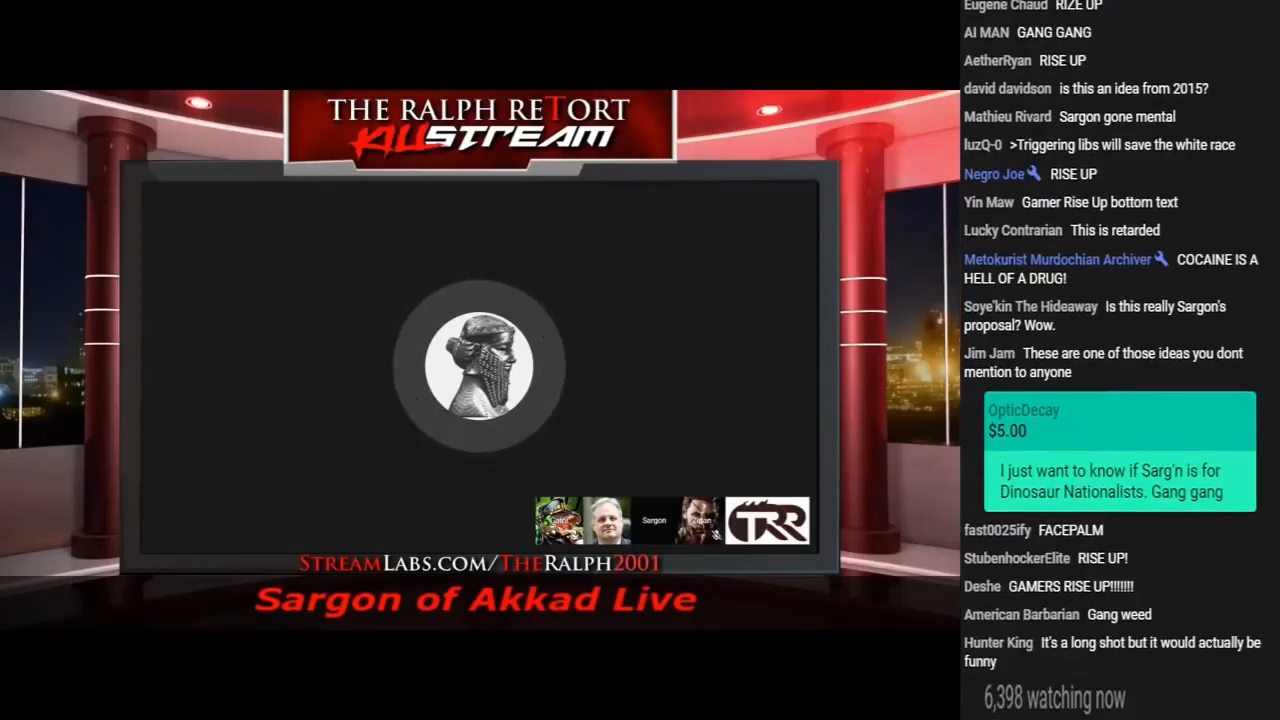 THE RALPH RETORT
KILLSTREAM
Gator
Sargon
Zidan
TRR
STREAMLABS.COM/THERALPH2001
Sargon of Akkad Live
Eugene Chaud RIZE UP
AI MAN GANG GANG
AetherRyan RISE UP
david davidson is this an idea from 2015?
Mathieu Rivard Sargon gone mental
luzQ-0 >Triggering libs will save the white race
Negro Joe RISE UP
Yin Maw Gamer Rise Up bottom text
Lucky Contrarian This is retarded
Metokurist Murdochian Archiver COCAINE IS A
HELL OF A DRUG!
Soye'kin The Hideaway Is this really Sargon's
proposal? Wow.
Jim Jam These are one of those ideas you dont
mention to anyone
OpticDecay
$5.00
I just want to know if Sarg'n is for
Dinosaur Nationalists. Gang gang
fast0025ify FACEPALM
StubenhockerElite RISE UP!
Deshe GAMERS RISE UP!!!!!!!
American Barbarian Gang weed
Hunter King It's a long shot but it would actually be
funny
6,398 watching now